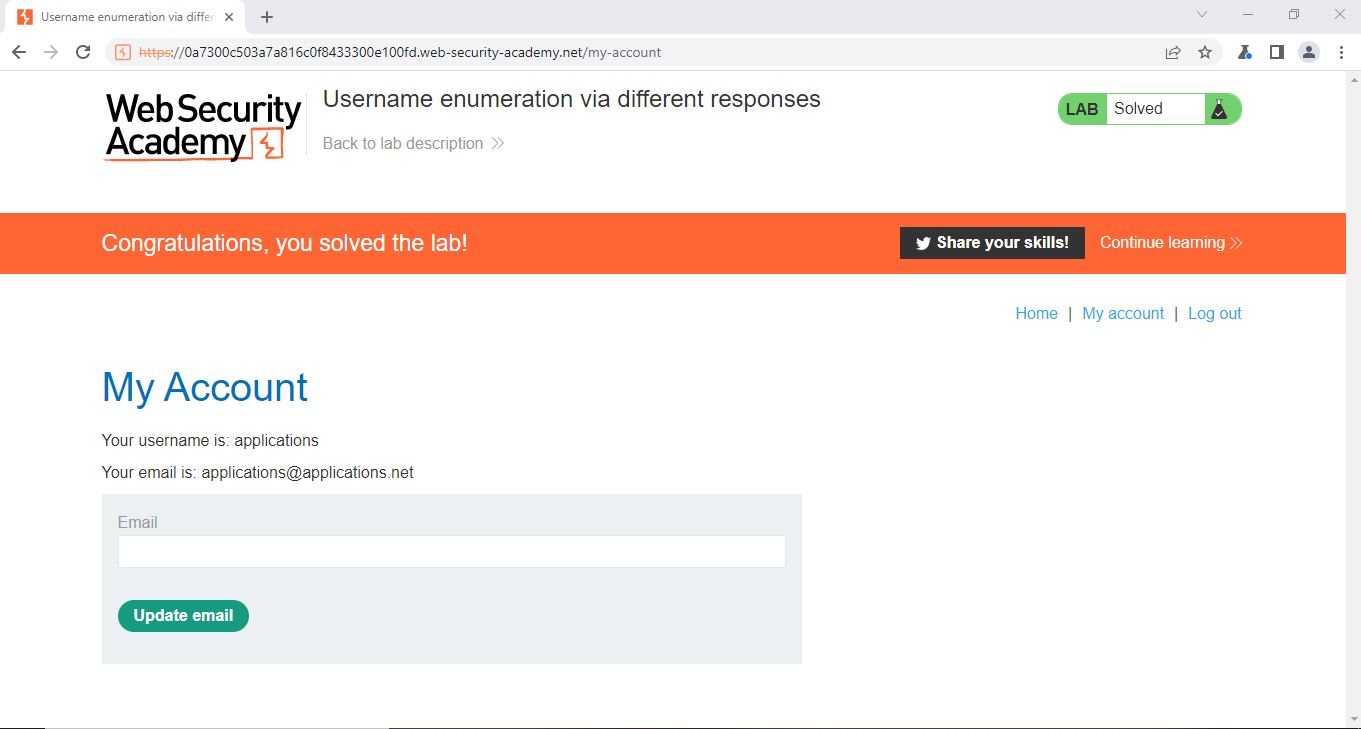 Username enumeration via differ
https://0a7300c503a7a816c0f8433300e100fd.web-security-academy.net/my-account
Web Security
Academy
Username enumeration via different responses
Back to lab description
LAB Solved
Congratulations, you solved the lab!
Share your skills! Continue learning
Home | My account | Log out
My Account
Your username is: applications
Your email is: applications@applications.net
Email
Update email